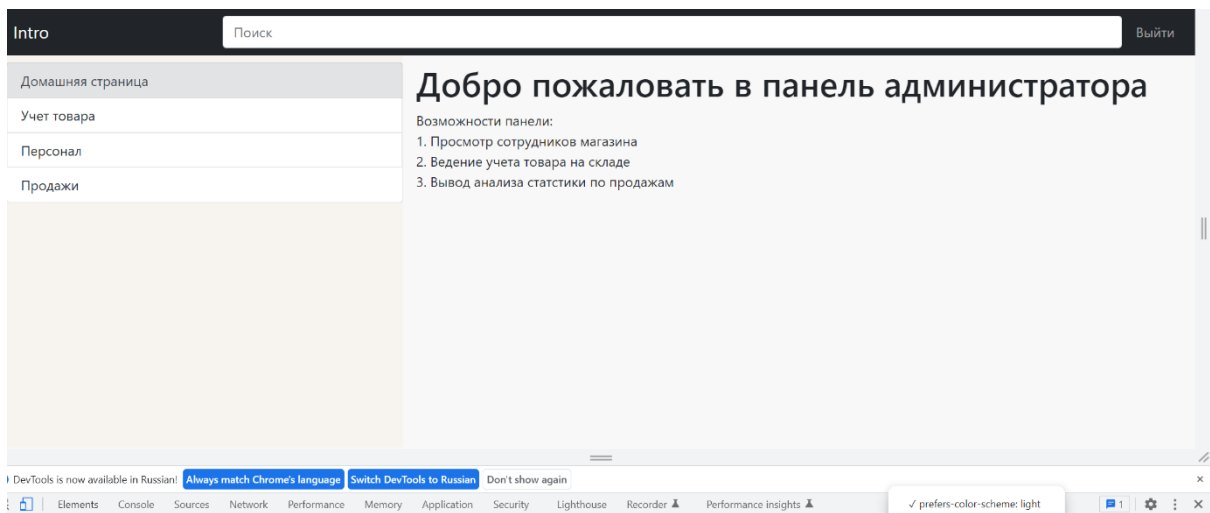 Intro Поиск Выйти
Домашняя страница
Учет товара
Персонал
Продажи
Добро пожаловать в панель администратора
Возможности панели:
1. Просмотр сотрудников магазина
2. Ведение учета товара на складе
3. Вывод анализа статстики по продажам
DevTools is now available in Russian! Always match Chrome's language Switch DevTools to Russian Don't show again
Elements Console Sources Network Performance Memory Application Security Lighthouse Recorder Performance insights ✓ prefers-color-scheme: light 1